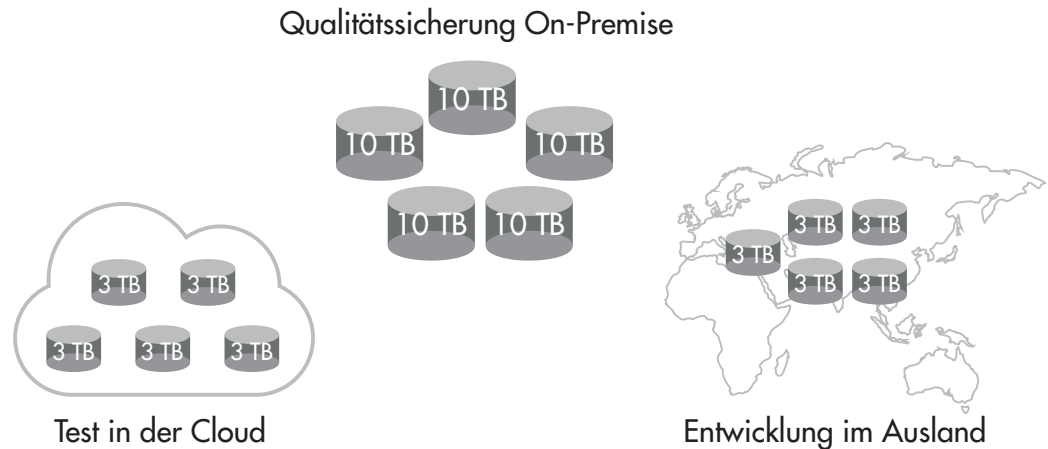 Qualitätssicherung On-Premise
10 TB
10 TB
10 TB
10 TB
10 TB
3 TB
3 TB
3 TB
3 TB
3 TB
Test in der Cloud
3 TB
3 TB
3 TB
3 TB
3 TB
Entwicklung im Ausland